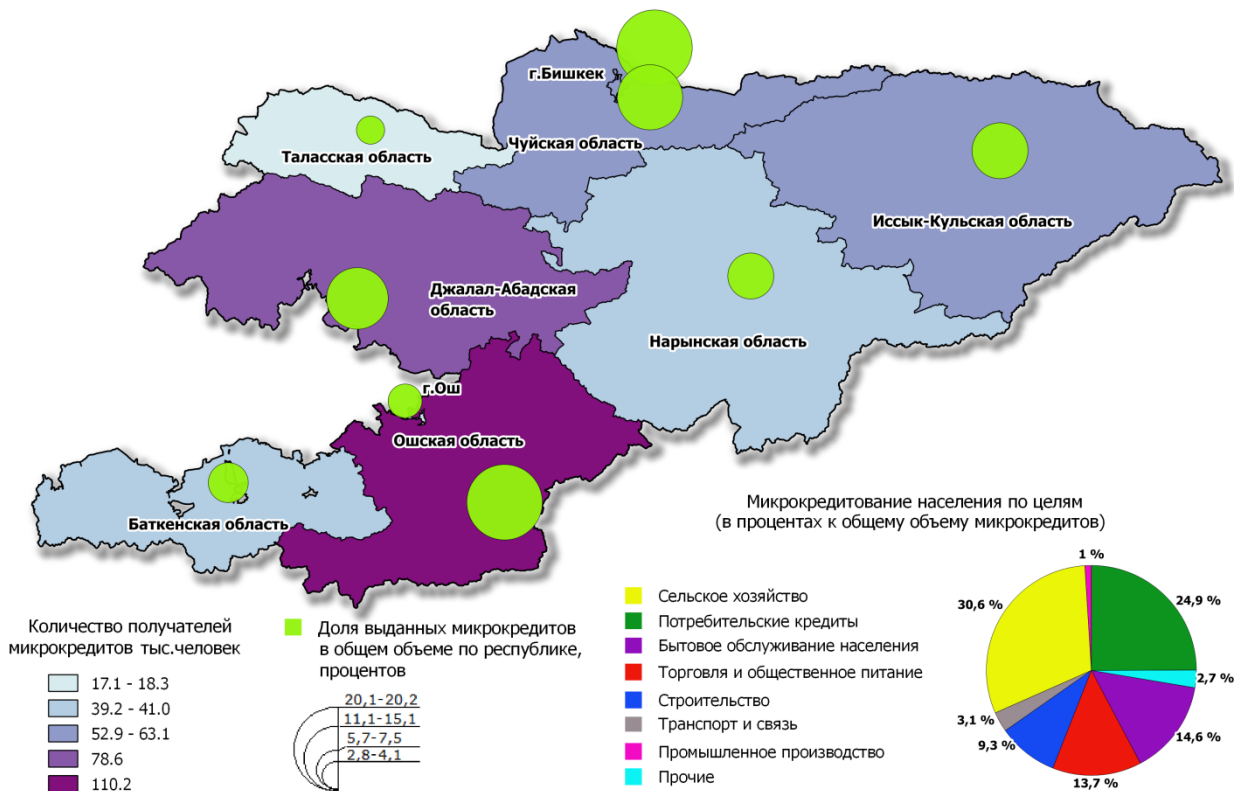 г.Бишкек
Чуйская область
Таласская область
Иссык-Кульская область
Джалал-Абадская
область
Нарынская область
г.Ош
Ошская область
Баткенская область
Количество получателей
микрокредитов тыс.человек
17.1 - 18.3
39.2 - 41.0
52.9 - 63.1
78.6
110.2
Доля выданных микрокредитов
в общем объеме по республике,
процентов
20,1-20,2
11,1-15,1
5,7-7,5
2,8-4,1
Микрокредитование населения по целям
(в процентах к общему объему микрокредитов)
Сельское хозяйство
Потребительские кредиты
Бытовое обслуживание населения
Торговля и общественное питание
Строительство
Транспорт и связь
Промышленное производство
Прочие
1 %
24,9 %
2,7 %
14,6 %
13,7 %
9,3 %
3,1 %
30,6 %